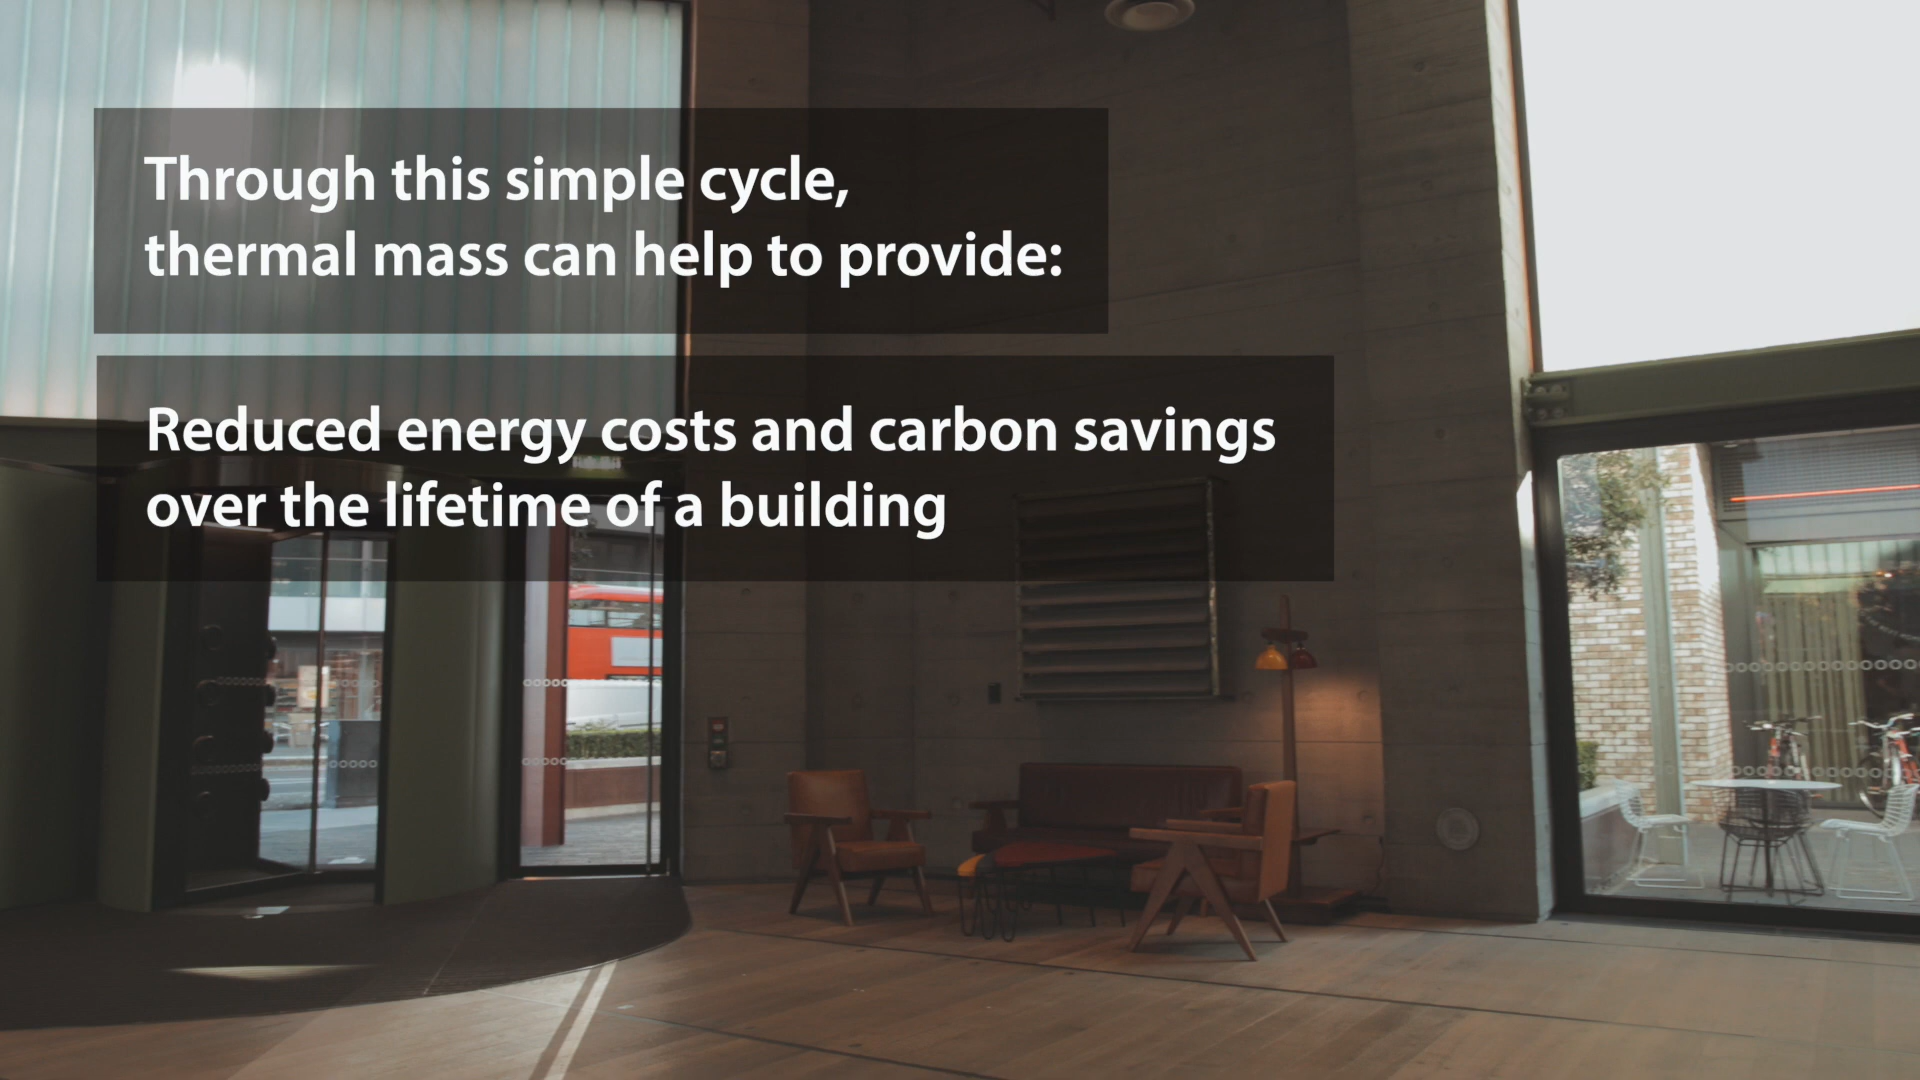 Through this simple cycle,
thermal mass can help to provide:
Reduced energy costs and carbon savings
over the lifetime of a building